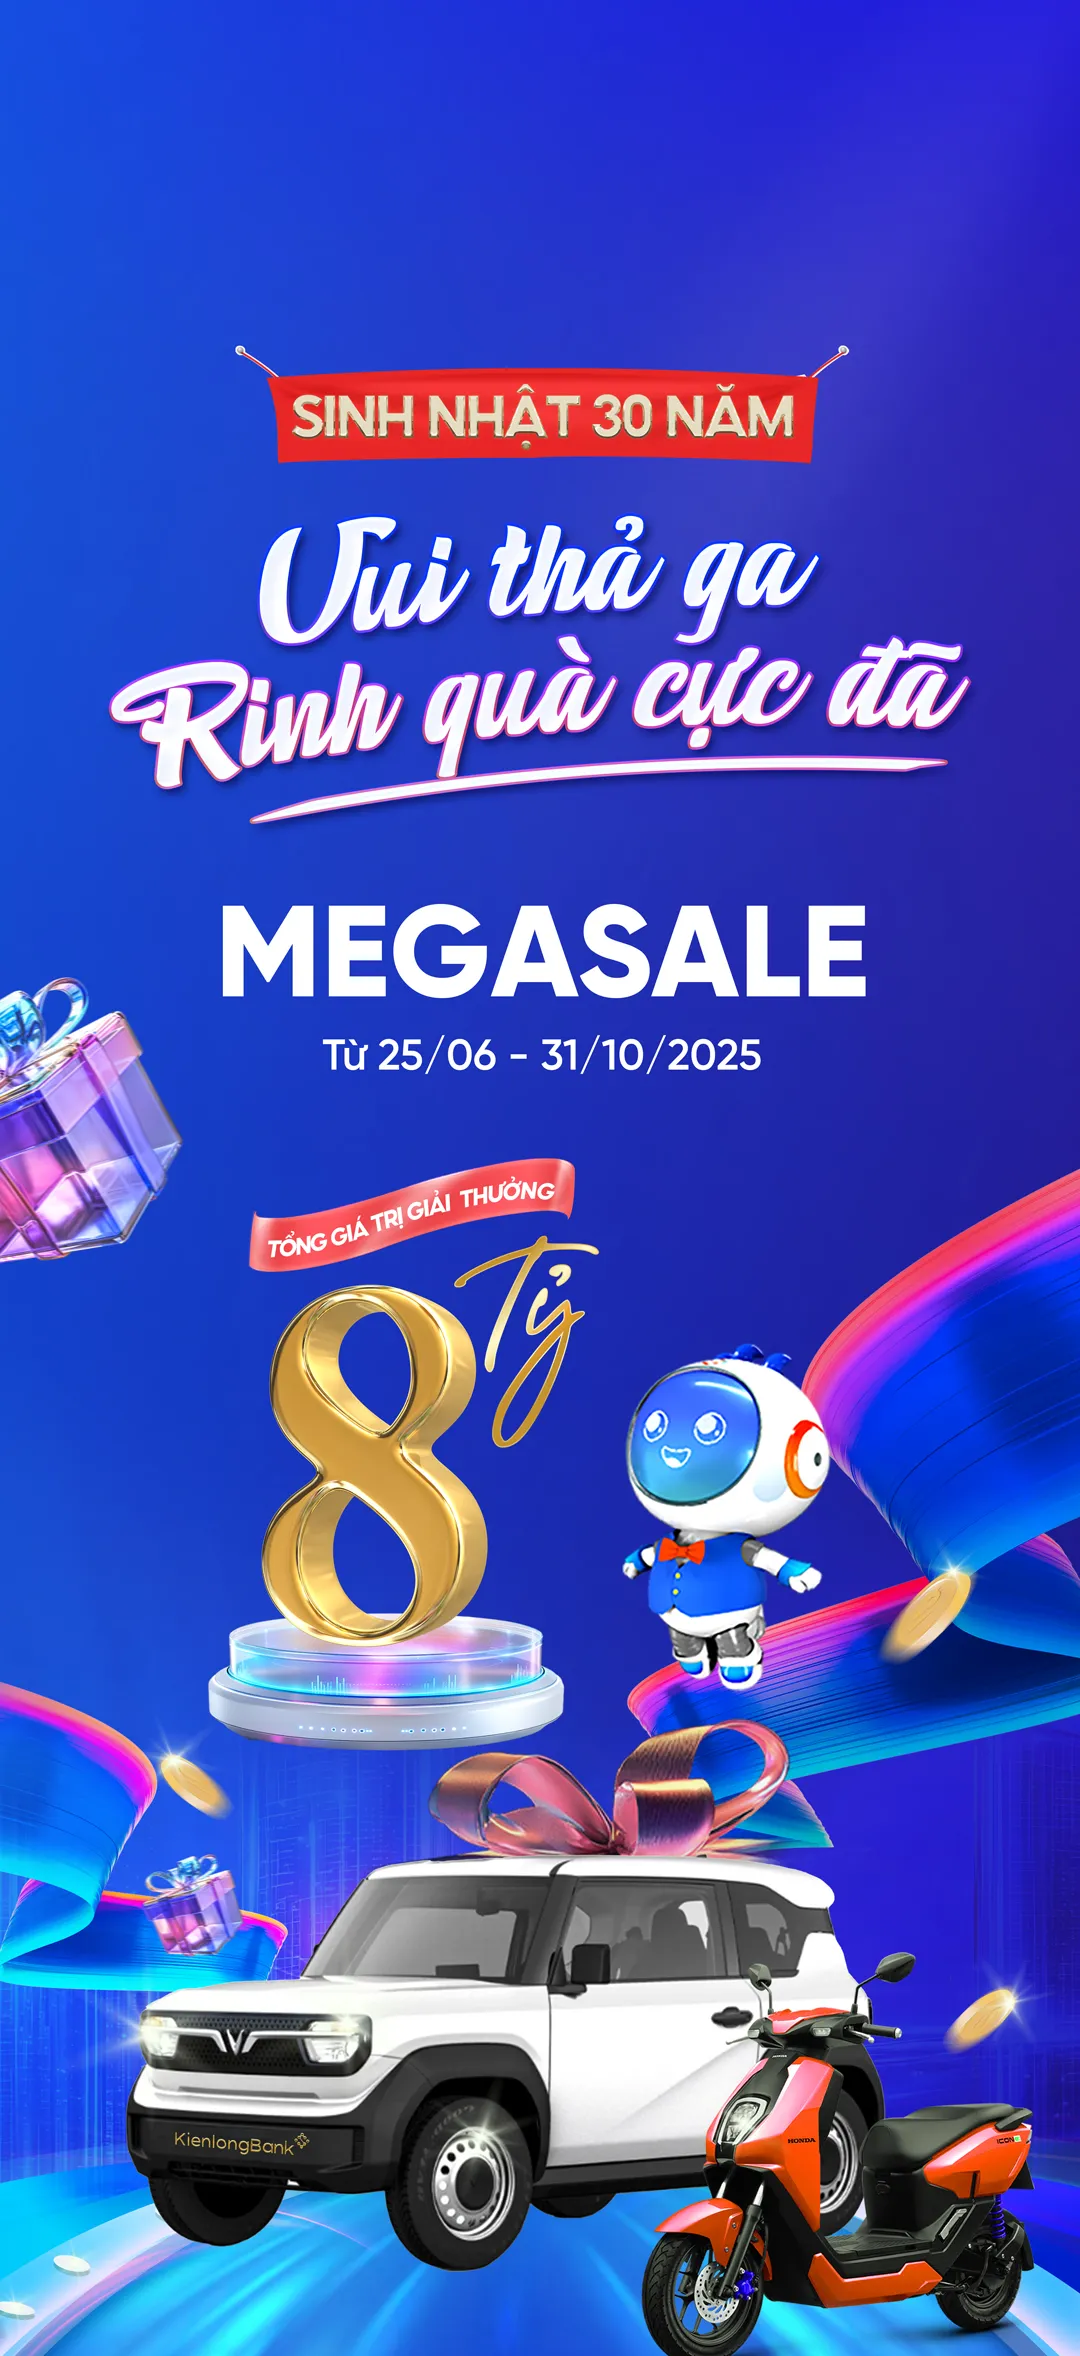 SINH NHẬT 30 NĂM
Vui thả ga
Rinh quà cực đã
MEGASALE
Từ 25/06 - 31/10/2025
TỔNG GIÁ TRỊ GIẢI THƯỞNG
8 Tỷ
KienlongBank
HONDA
ICON e: